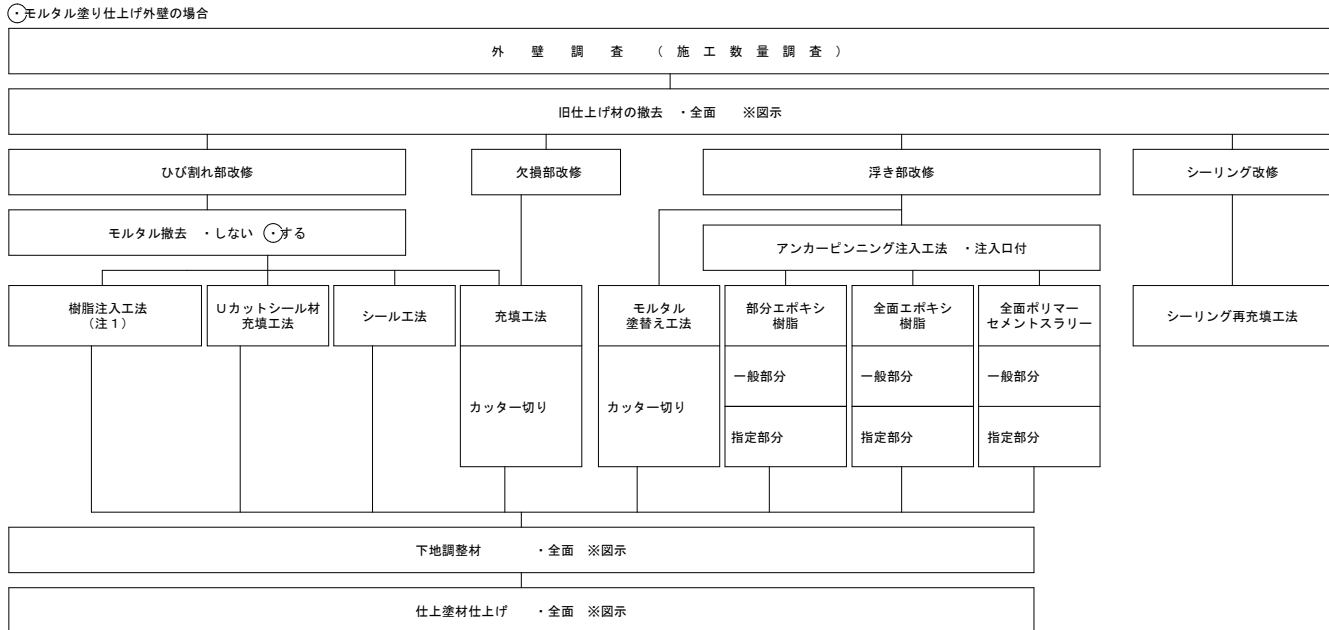 ⊙モルタル塗り仕上げ外壁の場合
外 壁 調 査 （ 施 工 数 量 調 査 ）
旧仕上げ材の撤去 ・全面 ※図示
ひび割れ部改修
欠損部改修
浮き部改修
シーリング改修
モルタル撤去 ・しない ⊙する
アンカーピンニング注入工法 ・注入口付
樹脂注入工法
（注１）
Ｕカットシール材
充填工法
シール工法
充填工法
モルタル
塗替え工法
部分エポキシ
樹脂
全面エポキシ
樹脂
全面ポリマー
セメントスラリー
シーリング再充填工法
カッター切り
カッター切り
一般部分
一般部分
一般部分
指定部分
指定部分
指定部分
下地調整材 ・全面 ※図示
仕上塗材仕上げ ・全面 ※図示